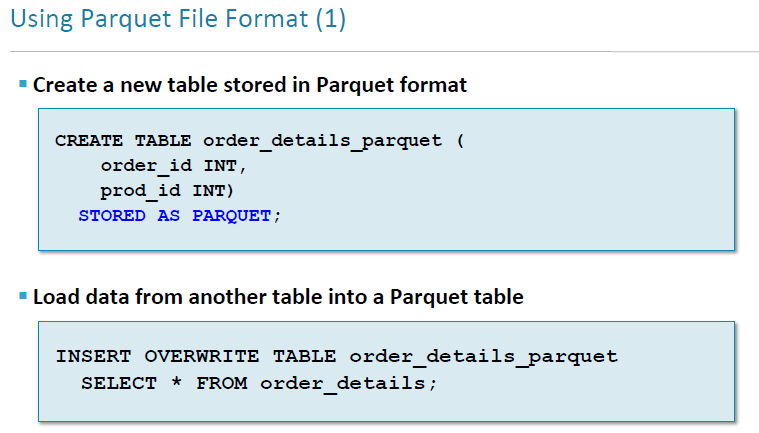 Using Parquet File Format (1)
Create a new table stored in Parquet format
CREATE TABLE order_details_parquet (
order_id INT,
prod_id INT)
STORED AS PARQUET;
Load data from another table into a Parquet table
INSERT OVERWRITE TABLE order_details_parquet
SELECT * FROM order_details;